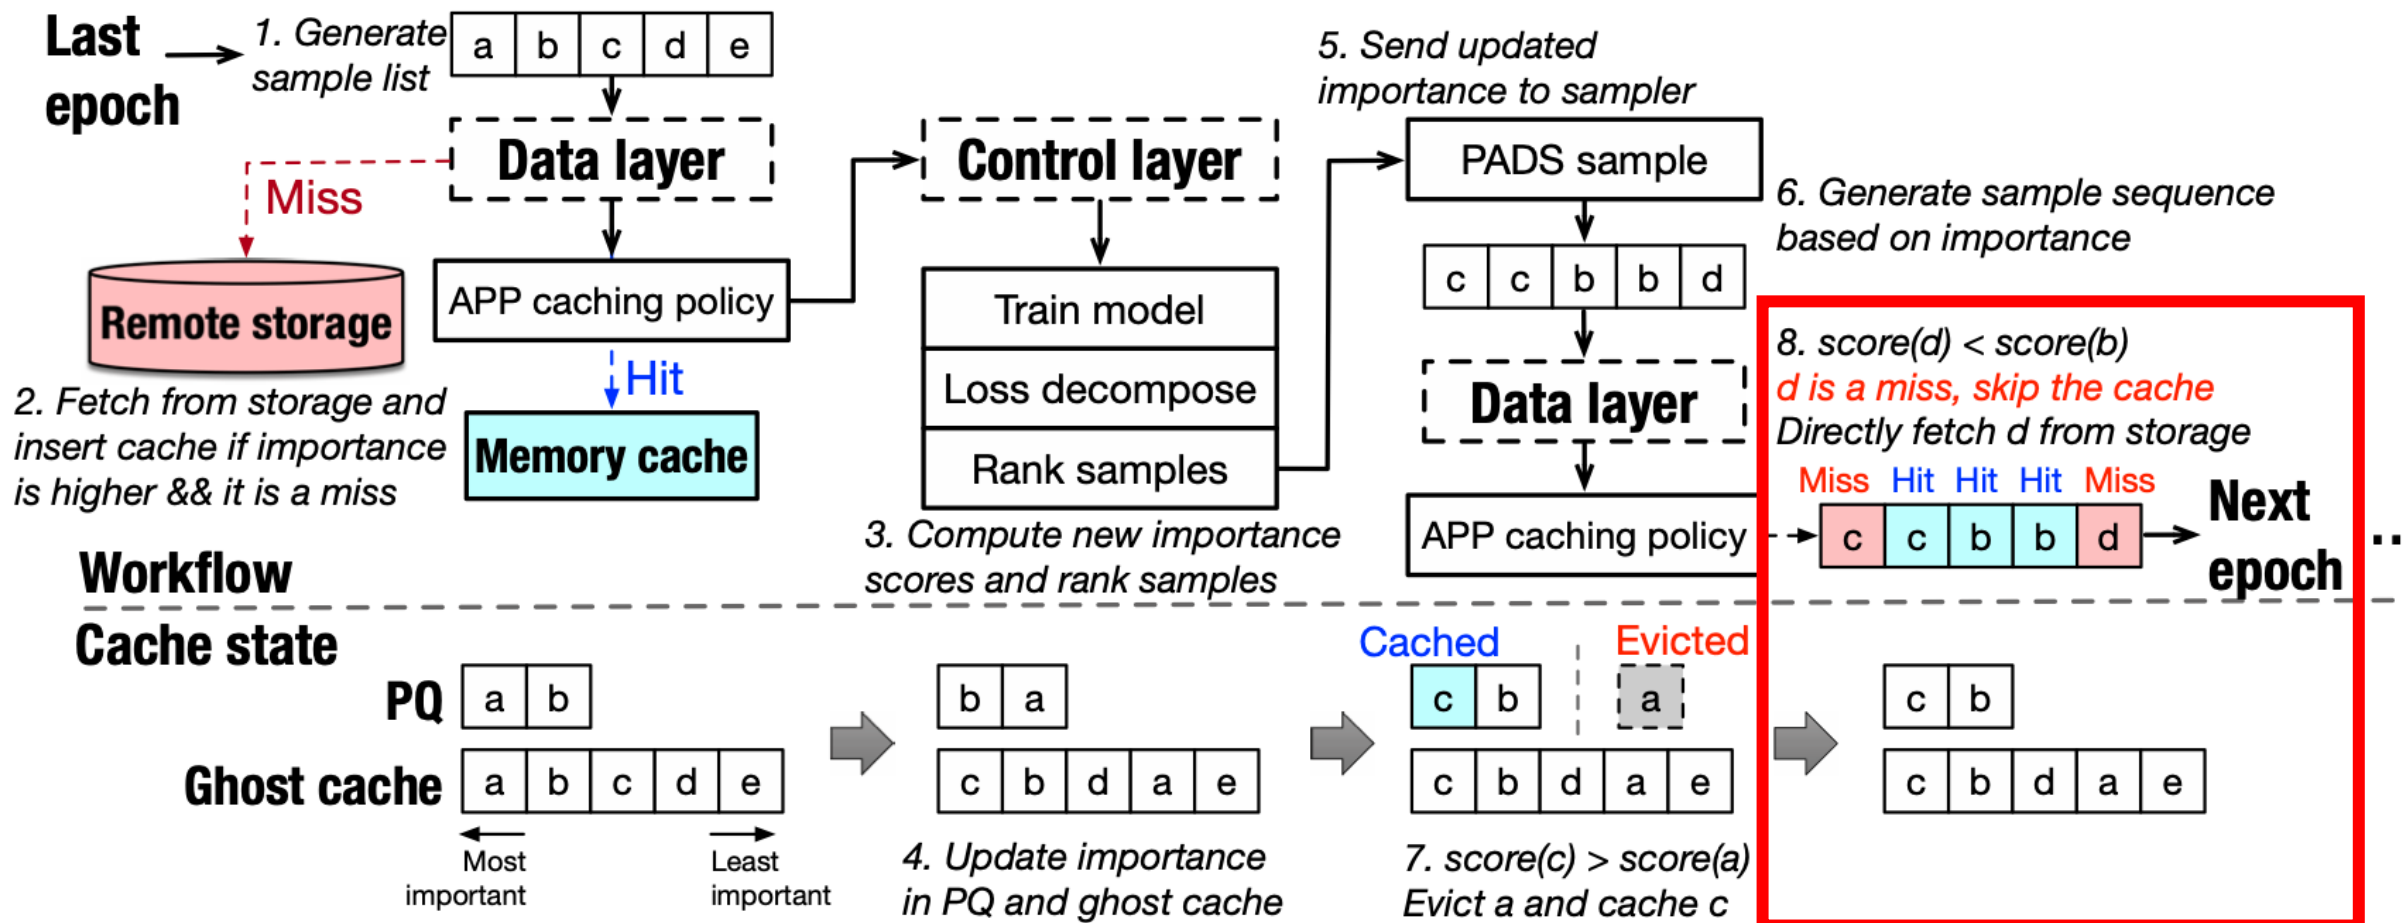 Last
epoch
1. Generate
sample list
a b c d e
Data layer
Miss
Remote storage
APP caching policy
Hit
Memory cache
2. Fetch from storage and
insert cache if importance
is higher && it is a miss
Control layer
Train model
Loss decompose
Rank samples
3. Compute new importance
scores and rank samples
5. Send updated
importance to sampler
PADS sample
6. Generate sample sequence
based on importance
c c b b d
Data layer
APP caching policy
8. score(d) < score(b)
d is a miss, skip the cache
Directly fetch d from storage
Miss Hit Hit Hit Miss
c c b b d
Next
epoch
..
Workflow
Cache state
PQ
a b
Ghost cache
a b c d e
Most
important
Least
important
b a
c b d a e
4. Update importance
in PQ and ghost cache
Cached
Evicted
c b
a
c b d a e
7. score(c) > score(a)
Evict a and cache c
c b
c b d a e